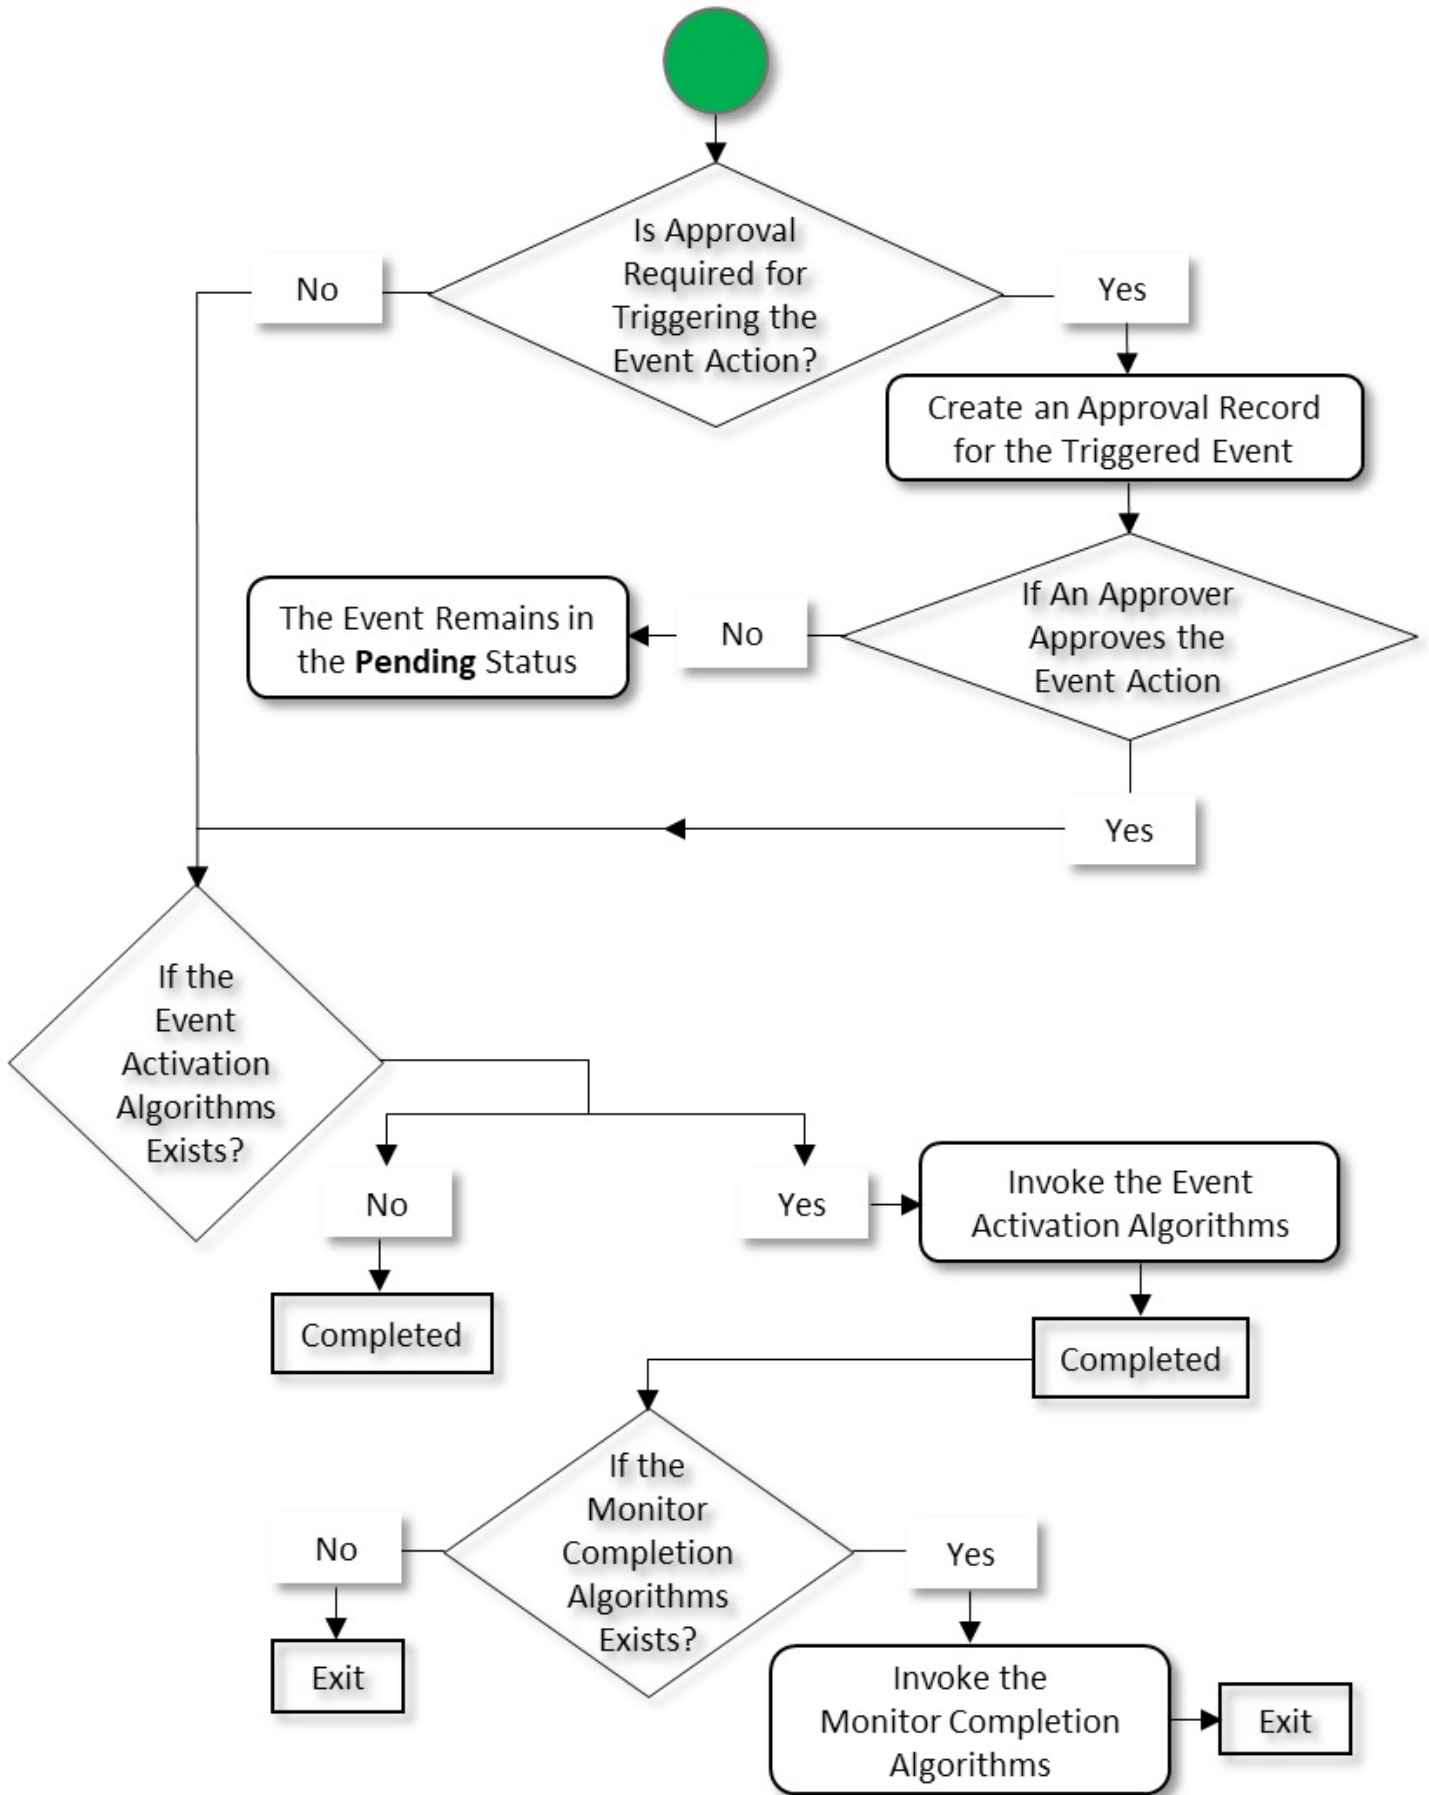 Is Approval
Required for
Triggering the
Event Action?
No
Yes
Create an Approval Record
for the Triggered Event
If An Approver
Approves the
Event Action
No
The Event Remains in
the Pending Status
Yes
If the
Event
Activation
Algorithms
Exists?
No
Yes
Invoke the Event
Activation Algorithms
Completed
Completed
If the
Monitor
Completion
Algorithms
Exists?
No
Yes
Exit
Invoke the
Monitor Completion
Algorithms
Exit